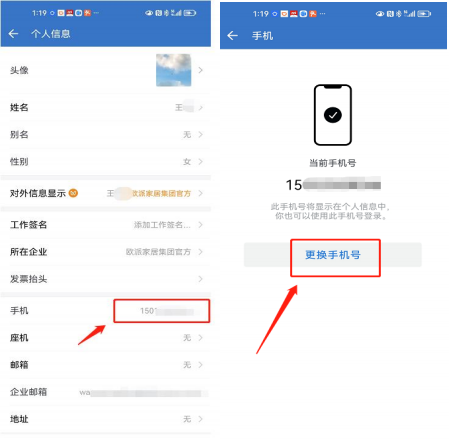 1:19
个人信息
头像
姓名 王
别名 无
性别 女
对外信息显示 王 欧派家居集团官方
工作签名 添加工作签名...
所在企业 欧派家居集团官方
发票抬头
手机 150
座机 无
邮箱 无
企业邮箱 wa
地址 无
1:19
手机
当前手机号
15
此手机号将显示在个人信息中,
你也可以使用此手机号登录。
更换手机号